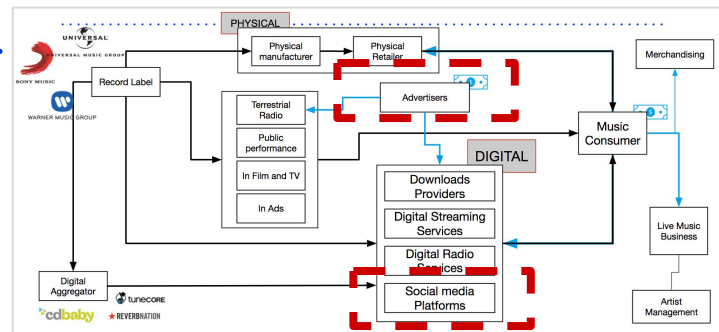 PHYSICAL
UNIVERSAL
UNIVERSAL MUSIC GROUP
SONY MUSIC
WARNER MUSIC GROUP
Record Label
Physical
manufacturer
Physical
Retailer
Merchandising
Advertisers
Terrestrial
Radio
Public
performance
In Film and TV
In Ads
Music
Consumer
DIGITAL
Downloads
Providers
Digital Streaming
Services
Digital Radio
Services
Social media
Platforms
Live Music
Business
Artist
Management
Digital
Aggregator
tunecore
cdbaby
REVERBNATION